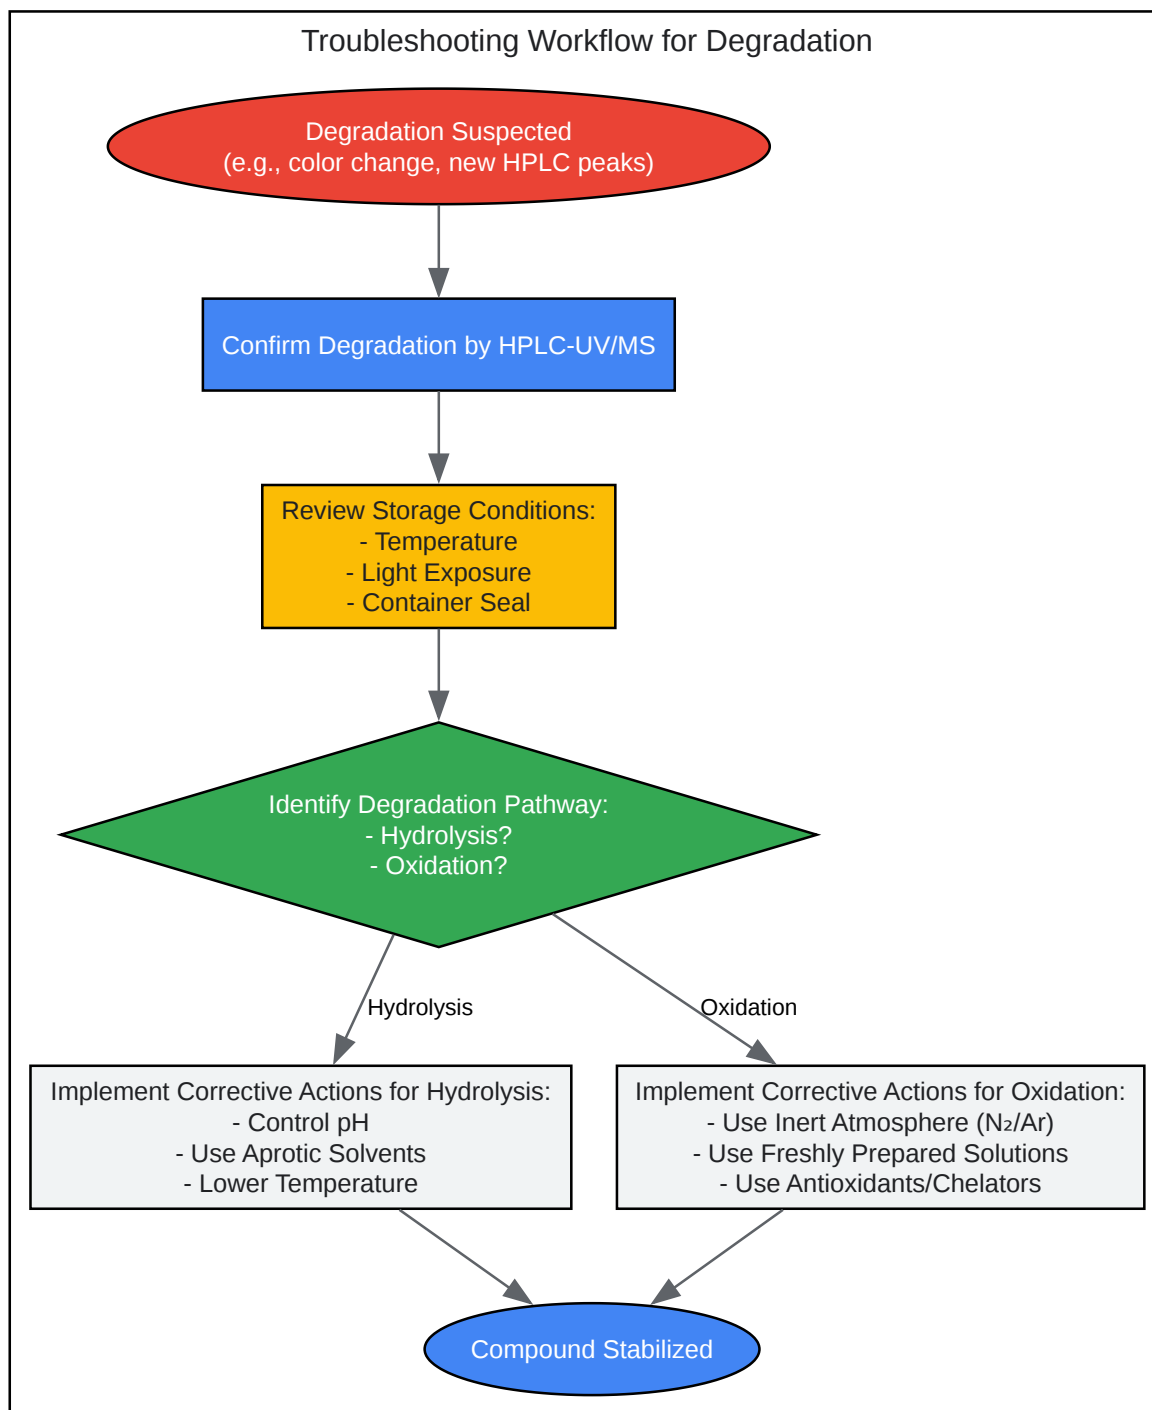 Troubleshooting Workflow for Degradation
Degradation Suspected
(e.g., color change, new HPLC peaks)
Confirm Degradation by HPLC-UV/MS
Review Storage Conditions:
- Temperature
- Light Exposure
- Container Seal
Identify Degradation Pathway:
- Hydrolysis?
- Oxidation?
Hydrolysis
Oxidation
Implement Corrective Actions for Hydrolysis:
- Control pH
- Use Aprotic Solvents
- Lower Temperature
Implement Corrective Actions for Oxidation:
- Use Inert Atmosphere (N₂/Ar)
- Use Freshly Prepared Solutions
- Use Antioxidants/Chelators
Compound Stabilized